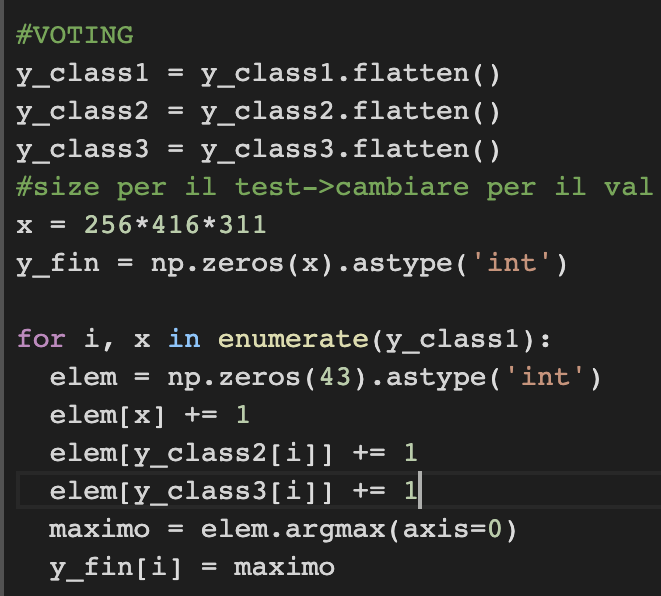 #VOTING
y_class1 = y_class1.flatten()
y_class2 = y_class2.flatten()
y_class3 = y_class3.flatten()
#size per il test->cambiare per il val
x = 256*416*311
y_fin = np.zeros(x).astype('int')

for i, x in enumerate(y_class1):
  elem = np.zeros(43).astype('int')
  elem[x] += 1
  elem[y_class2[i]] += 1
  elem[y_class3[i]] += 1
  maximo = elem.argmax(axis=0)
  y_fin[i] = maximo